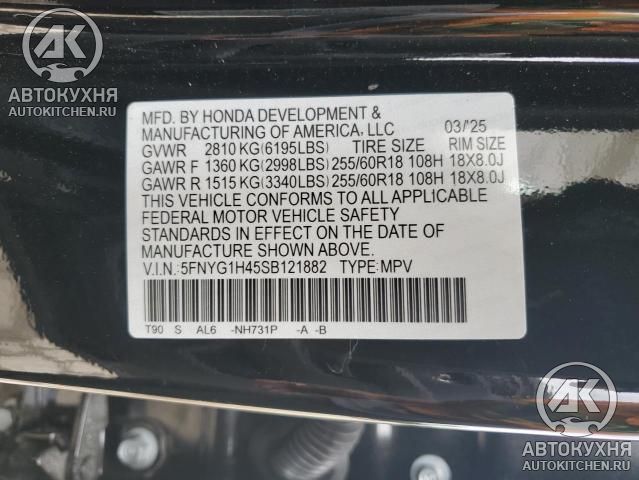 АК
АВТОКУХНЯ
AUTOKITCHEN.RU
MFD. BY HONDA DEVELOPMENT &
MANUFACTURING OF AMERICA, LLC 03/'25
GVWR 2810 KG(6195LBS) TIRE SIZE RIM SIZE
GAWR F 1360 KG(2998LBS) 255/60R18 108H 18X8.0J
GAWR R 1515 KG(3340LBS) 255/60R18 108H 18X8.0J
THIS VEHICLE CONFORMS TO ALL APPLICABLE
FEDERAL MOTOR VEHICLE SAFETY
STANDARDS IN EFFECT ON THE DATE OF
MANUFACTURE SHOWN ABOVE.
V.I.N.: 5FNYG1H45SB121882 TYPE: MPV
T90 S AL6 -NH731P -A -B
АК
АВТОКУХНЯ
AUTOKITCHEN.RU